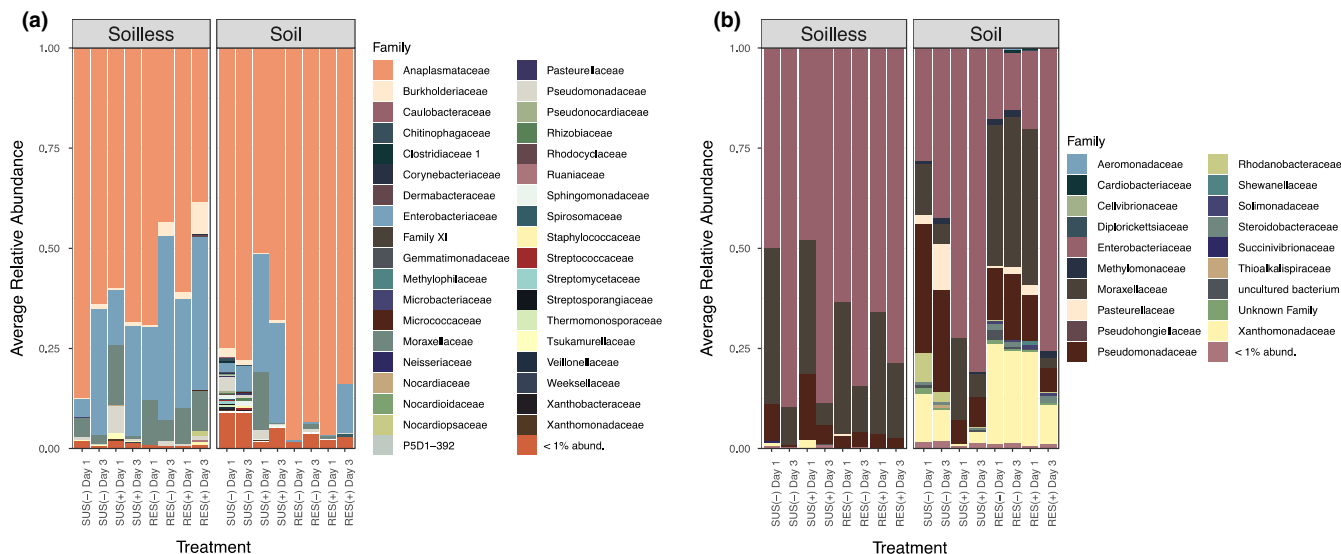 (a)
Soilless
Soil
1.00
0.75
0.50
0.25
0.00
Average Relative Abundance
SUS(−) Day 1
SUS(−) Day 3
SUS(+) Day 1
SUS(+) Day 3
RES(−) Day 1
RES(−) Day 3
RES(+) Day 1
RES(+) Day 3
SUS(−) Day 1
SUS(−) Day 3
SUS(+) Day 1
SUS(+) Day 3
RES(−) Day 1
RES(−) Day 3
RES(+) Day 1
RES(+) Day 3
Treatment
Family
Anaplasmataceae
Burkholderiaceae
Caulobacteraceae
Chitinophagaceae
Clostridiaceae 1
Corynebacteriaceae
Dermabacteraceae
Enterobacteriaceae
Family XI
Gemmatimonadaceae
Methylophilaceae
Microbacteriaceae
Micrococcaceae
Moraxellaceae
Neisseriaceae
Nocardiaceae
Nocardioidaceae
Nocardiopsaceae
P5D1−392
Pasteurellaceae
Pseudomonadaceae
Pseudonocardiaceae
Rhizobiaceae
Rhodocyclaceae
Ruaniaceae
Sphingomonadaceae
Spirosomaceae
Staphylococcaceae
Streptococcaceae
Streptomycetaceae
Streptosporangiaceae
Thermomonosporaceae
Tsukamurellaceae
Veillonellaceae
Weeksellaceae
Xanthobacteraceae
Xanthomonadaceae
< 1% abund.
(b)
Soilless
Soil
1.00
0.75
0.50
0.25
0.00
Average Relative Abundance
SUS(−) Day 1
SUS(−) Day 3
SUS(+) Day 1
SUS(+) Day 3
RES(−) Day 1
RES(−) Day 3
RES(+) Day 1
RES(+) Day 3
SUS(−) Day 1
SUS(−) Day 3
SUS(+) Day 1
SUS(+) Day 3
RES(−) Day 1
RES(−) Day 3
RES(+) Day 1
RES(+) Day 3
Treatment
Family
Aeromonadaceae
Cardiobacteriaceae
Cellvibrionaceae
Diplorickettsiaceae
Enterobacteriaceae
Methylomonaceae
Moraxellaceae
Pasteurellaceae
Pseudohongiellaceae
Pseudomonadaceae
Rhodanobacteraceae
Shewanellaceae
Solimonadaceae
Steroidobacteraceae
Succinivibrionaceae
Thioalkalispiraceae
uncultured bacterium
Unknown Family
Xanthomonadaceae
< 1% abund.